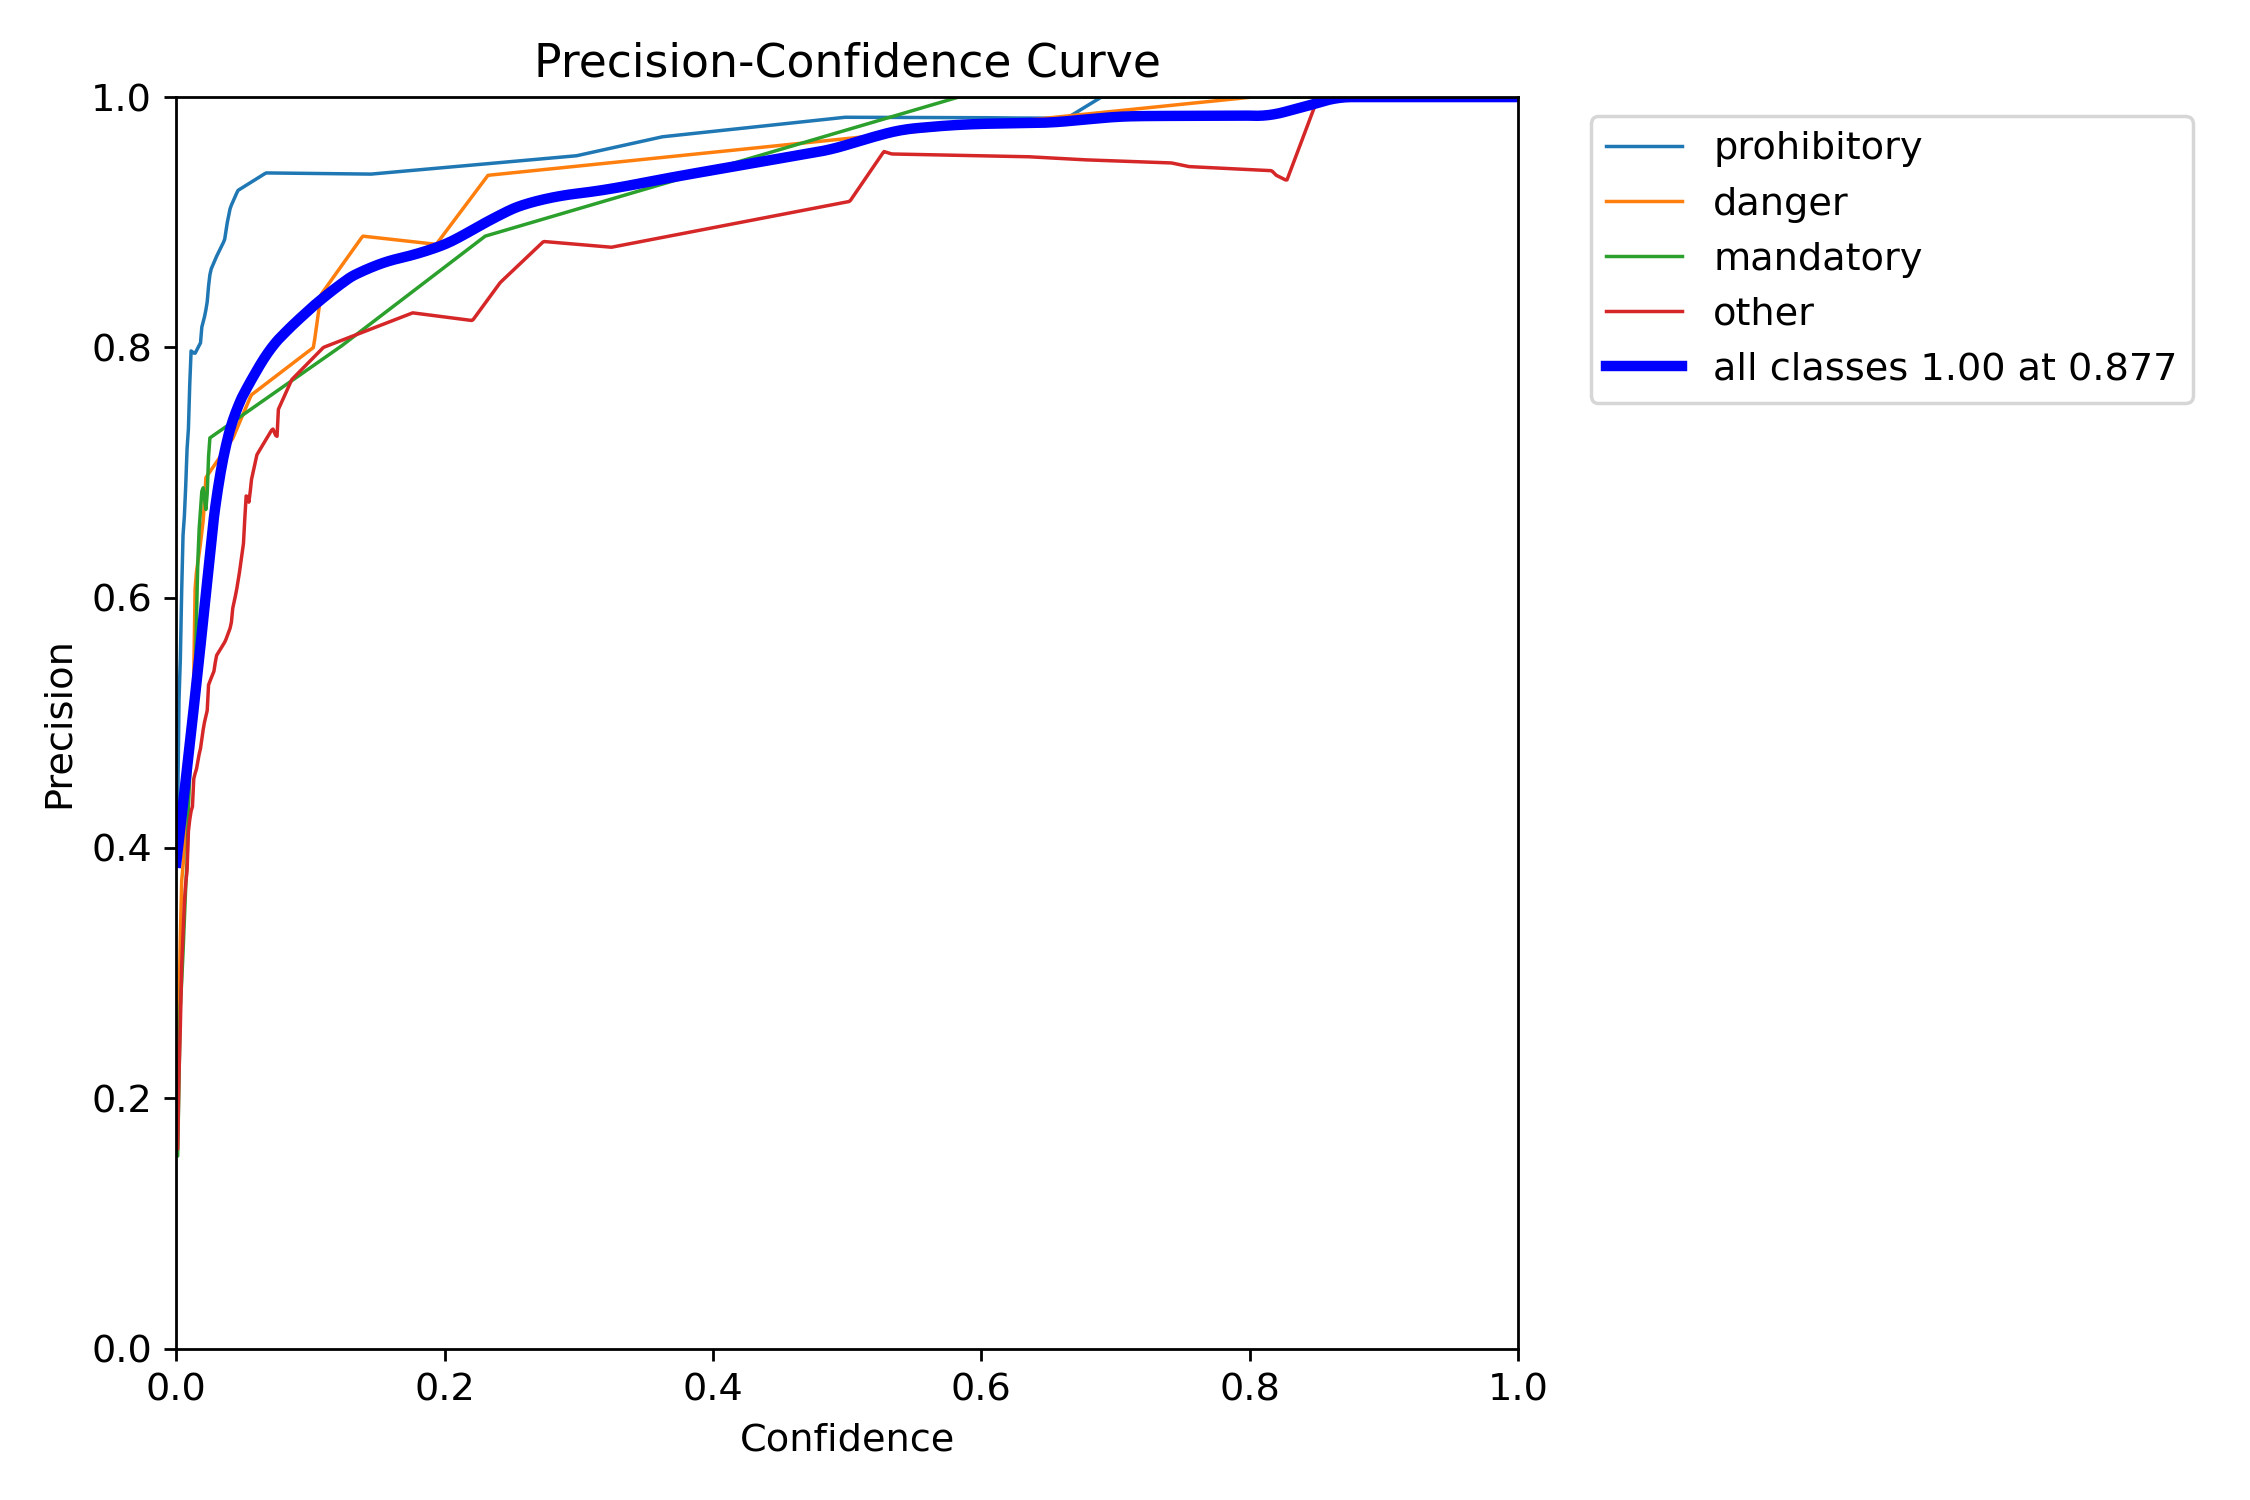 Precision-Confidence Curve
1.0
0.8
0.6
0.4
0.2
0.0
Precision
0.0 0.2 0.4 0.6 0.8 1.0
Confidence
prohibitory
danger
mandatory
other
all classes 1.00 at 0.877